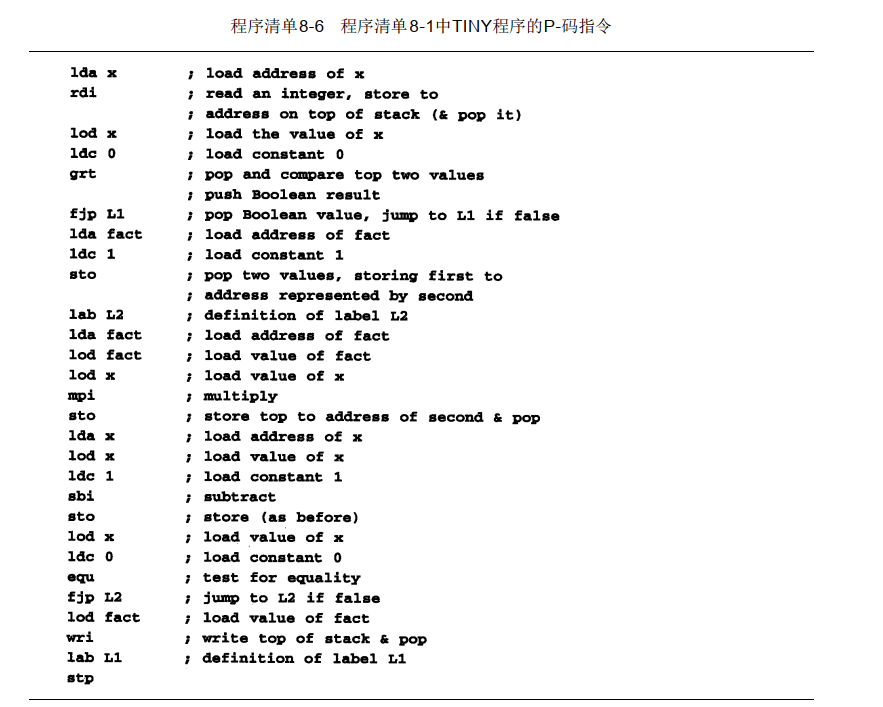 程序清单8-6 程序清单8-1中TINY程序的P-码指令
lda x ; load address of x
rdi ; read an integer, store to
; address on top of stack (& pop it)
lod x ; load the value of x
ldc 0 ; load constant 0
grt ; pop and compare top two values
; push Boolean result
fjp L1 ; pop Boolean value, jump to L1 if false
lda fact ; load address of fact
ldc 1 ; load constant 1
sto ; pop two values, storing first to
; address represented by second
lab L2 ; definition of label L2
lda fact ; load address of fact
lod fact ; load value of fact
lod x ; load value of x
mpi ; multiply
sto ; store top to address of second & pop
lda x ; load address of x
lod x ; load value of x
ldc 1 ; load constant 1
sbi ; subtract
sto ; store (as before)
lod x ; load value of x
ldc 0 ; load constant 0
equ ; test for equality
fjp L2 ; jump to L2 if false
lod fact ; load value of fact
wri ; write top of stack & pop
lab L1 ; definition of label L1
stp